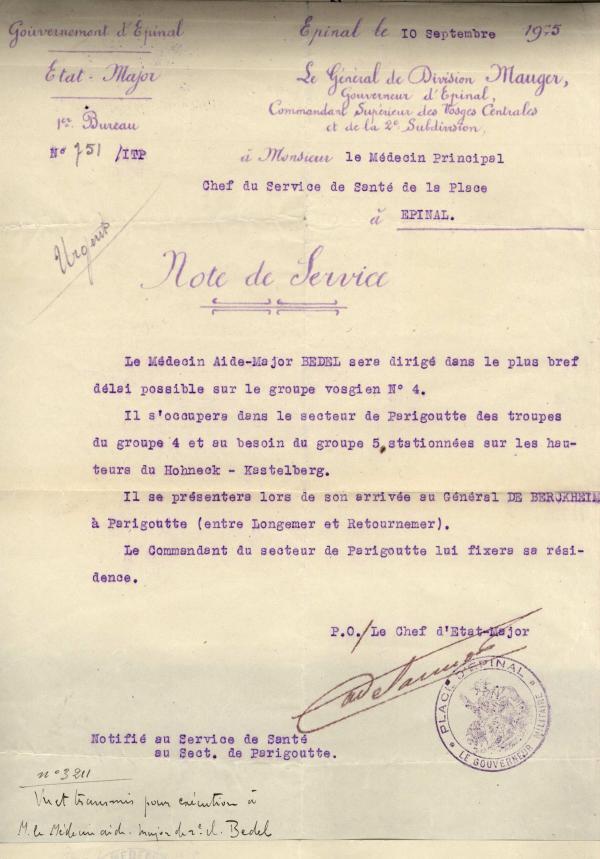 Gouvernement d'Epinal
Etat-Major
1er Bureau
N° 751 /ITP
Urgent
Epinal le 10 Septembre 1915
Le Général de Division Mauger,
Gouverneur d'Epinal,
Commandant Supérieur des Vosges Centrales
et de la 2e Subdivision,
à Monsieur le Médecin Principal
Chef du Service de Santé de la Place
à EPINAL.
Note de Service
Le Médecin Aide-Major BEDEL sera dirigé dans le plus bref
délai possible sur le groupe vosgien N° 4.
Il s'occupera dans le secteur de Parigoutte des troupes
du groupe 4 et au besoin du groupe 5, stationnées sur les hau-
teurs du Hohneck - Kastelberg.
Il se présentera lors de son arrivée au Général DE BERCKHEIM
à Parigoutte (entre Longemer et Retournemer).
Le Commandant du secteur de Parigoutte lui fixera sa rési-
dence.
P.O./ Le Chef d'Etat-Major
PLACE D'EPINAL
LE GOUVERNEUR MILITAIRE
Notifié au Service de Santé
au Sect. de Parigoutte.
n° 3211
Vu et transmis pour exécution à
M. le Médecin aide-major de 2e cl. Bedel